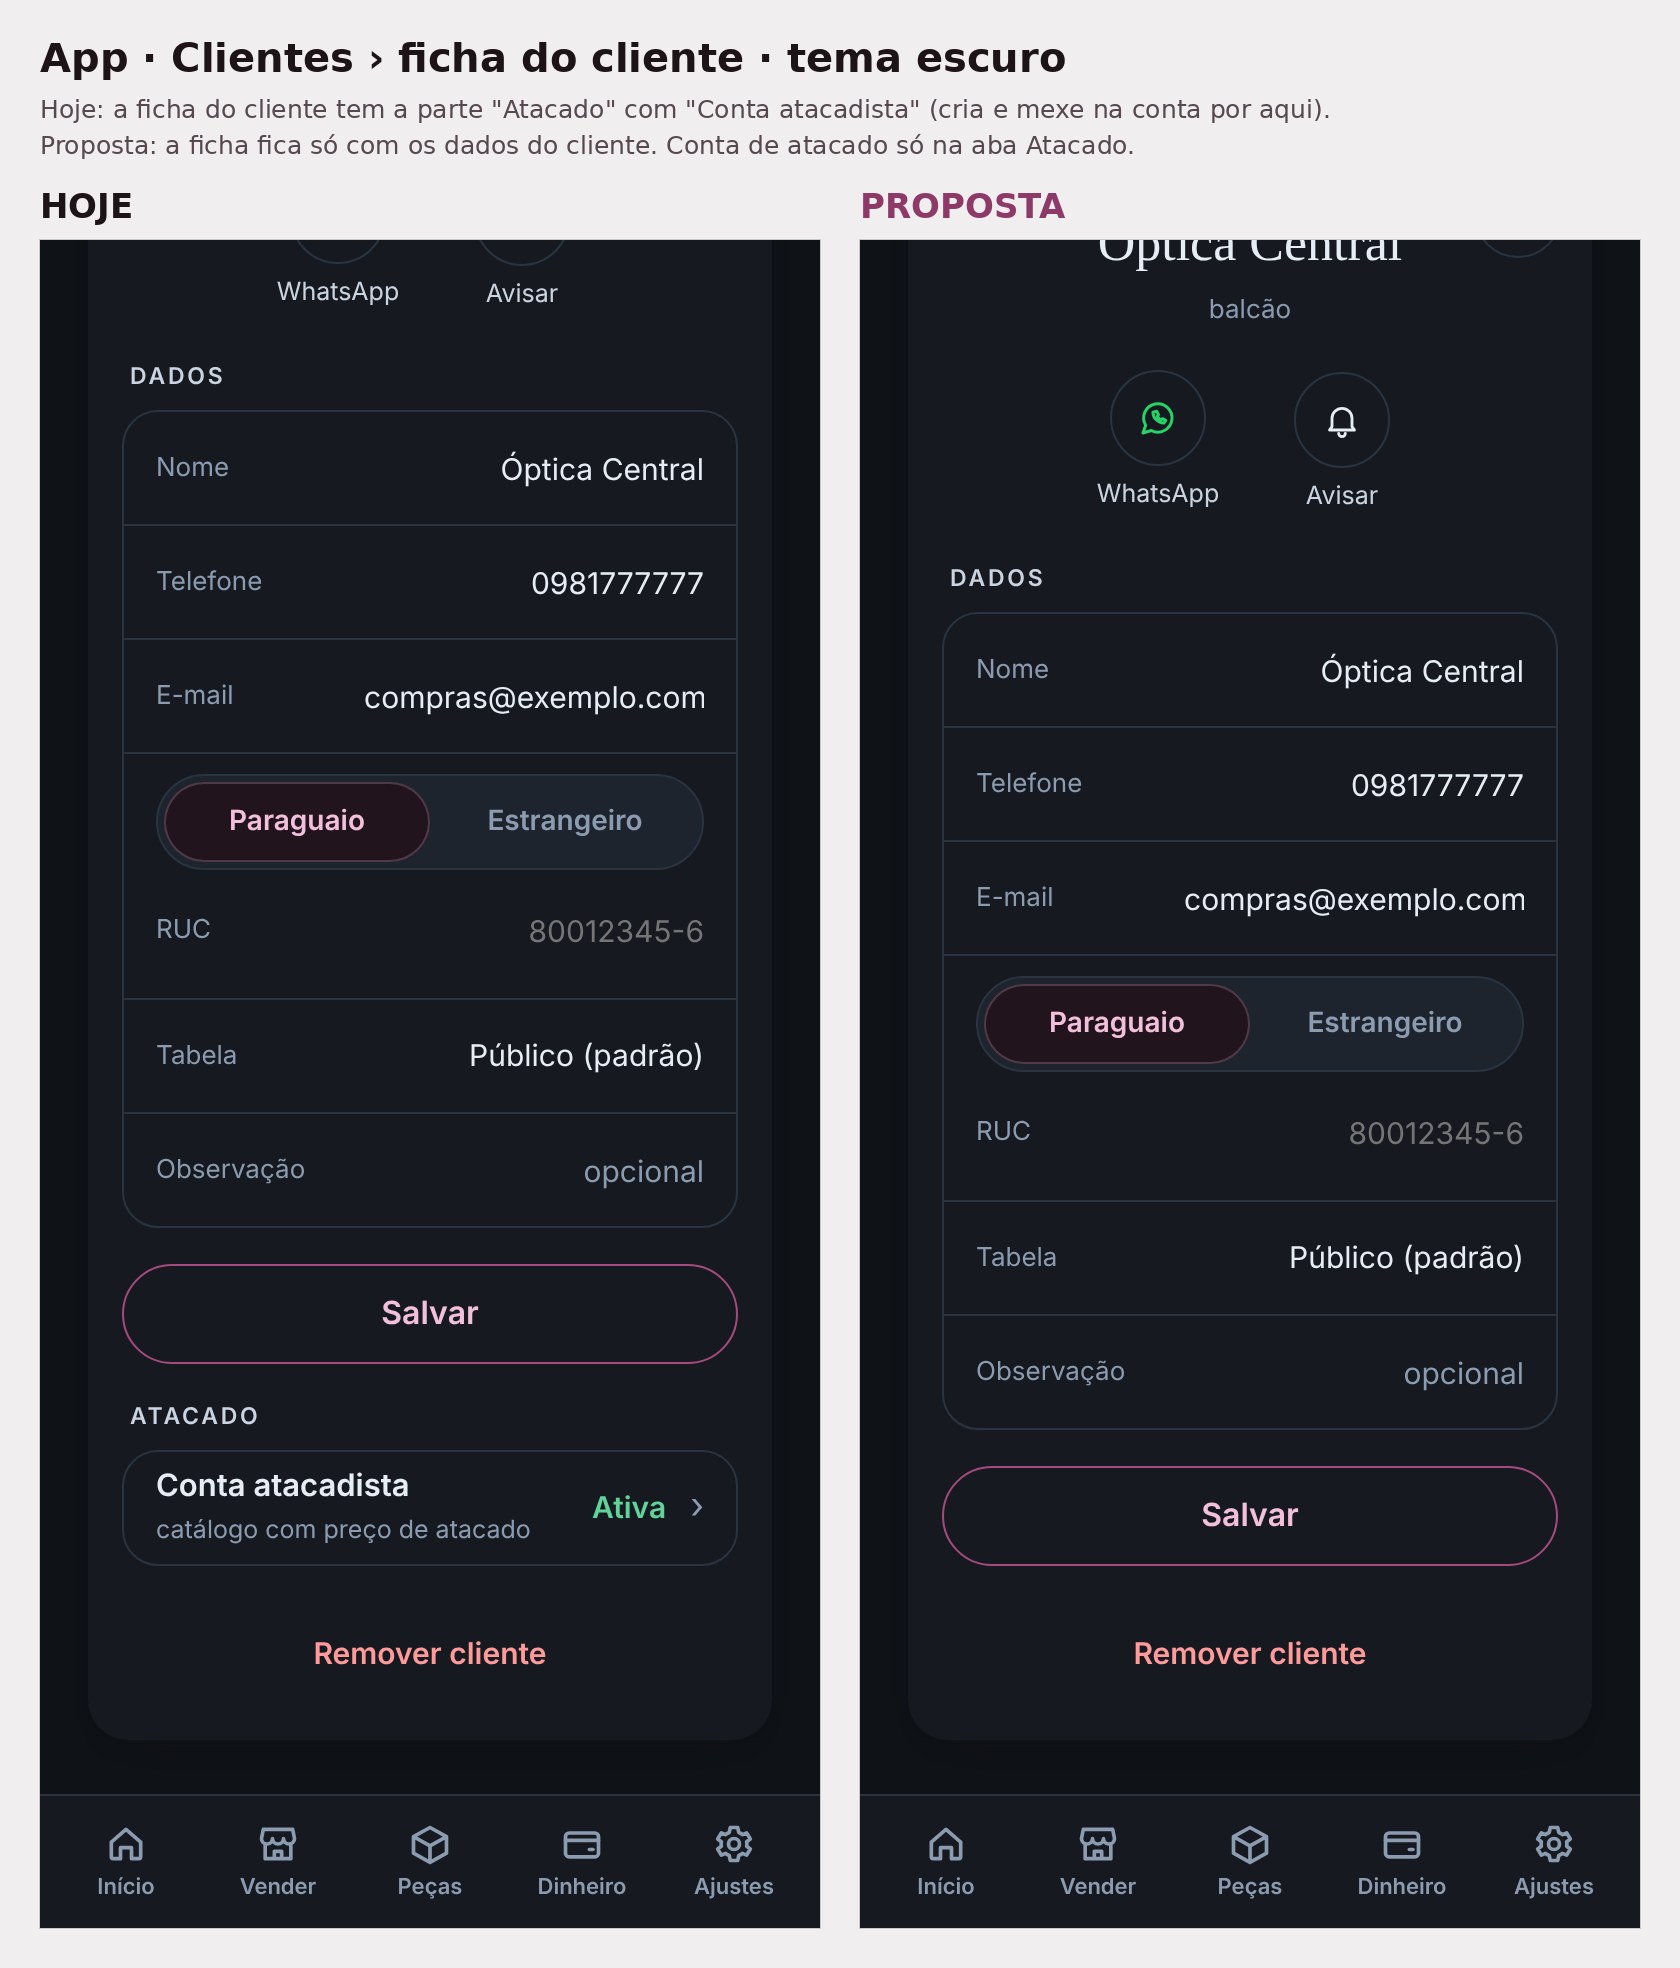 App · Clientes › ficha do cliente · tema escuro
Hoje: a ficha do cliente tem a parte "Atacado" com "Conta atacadista" (cria e mexe na conta por aqui).
Proposta: a ficha fica só com os dados do cliente. Conta de atacado só na aba Atacado.
HOJE
WhatsApp Avisar
DADOS
Nome Óptica Central
Telefone 0981777777
E-mail compras@exemplo.com
Paraguaio Estrangeiro
RUC 80012345-6
Tabela Público (padrão)
Observação opcional
Salvar
ATACADO
Conta atacadista
catálogo com preço de atacado
Ativa ›
Remover cliente
Início Vender Peças Dinheiro Ajustes
PROPOSTA
Óptica Central
balcão
WhatsApp Avisar
DADOS
Nome Óptica Central
Telefone 0981777777
E-mail compras@exemplo.com
Paraguaio Estrangeiro
RUC 80012345-6
Tabela Público (padrão)
Observação opcional
Salvar
Remover cliente
Início Vender Peças Dinheiro Ajustes